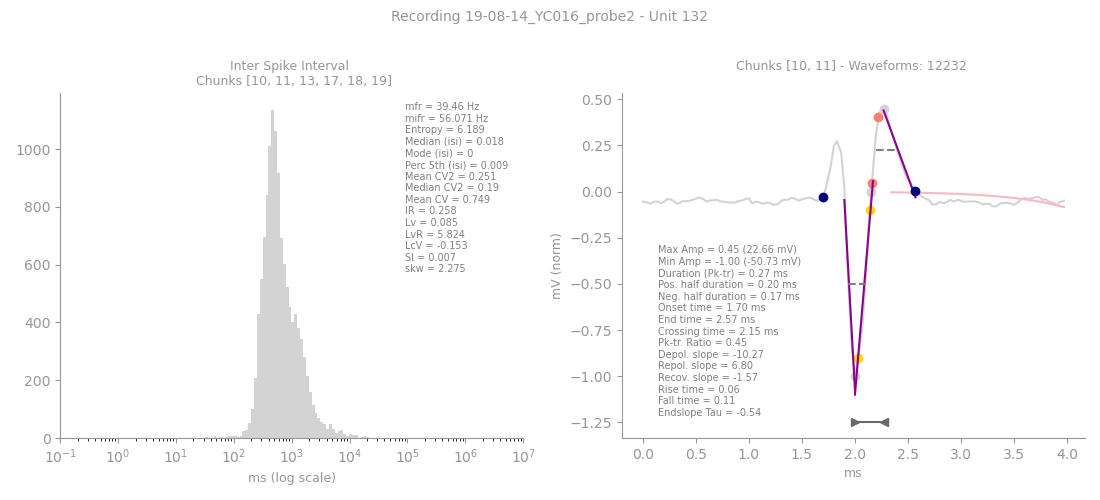 Recording 19-08-14_YC016_probe2 - Unit 132
Inter Spike Interval
Chunks [10, 11, 13, 17, 18, 19]
mfr = 39.46 Hz
mifr = 56.071 Hz
Entropy = 6.189
Median (isi) = 0.018
Mode (isi) = 0
Perc 5th (isi) = 0.009
Mean CV2 = 0.251
Median CV2 = 0.19
Mean CV = 0.749
IR = 0.258
Lv = 0.085
LvR = 5.824
LcV = -0.153
SI = 0.007
skw = 2.275
1000
800
600
400
200
0
10⁻¹ 10⁰ 10¹ 10² 10³ 10⁴ 10⁵ 10⁶ 10⁷
ms (log scale)
Chunks [10, 11] - Waveforms: 12232
mV (norm)
0.50
0.25
0.00
−0.25
−0.50
−0.75
−1.00
−1.25
Max Amp = 0.45 (22.66 mV)
Min Amp = -1.00 (-50.73 mV)
Duration (Pk-tr) = 0.27 ms
Pos. half duration = 0.20 ms
Neg. half duration = 0.17 ms
Onset time = 1.70 ms
End time = 2.57 ms
Crossing time = 2.15 ms
Pk-tr. Ratio = 0.45
Depol. slope = -10.27
Repol. slope = 6.80
Recov. slope = -1.57
Rise time = 0.06
Fall time = 0.11
Endslope Tau = -0.54
0.0 0.5 1.0 1.5 2.0 2.5 3.0 3.5 4.0
ms